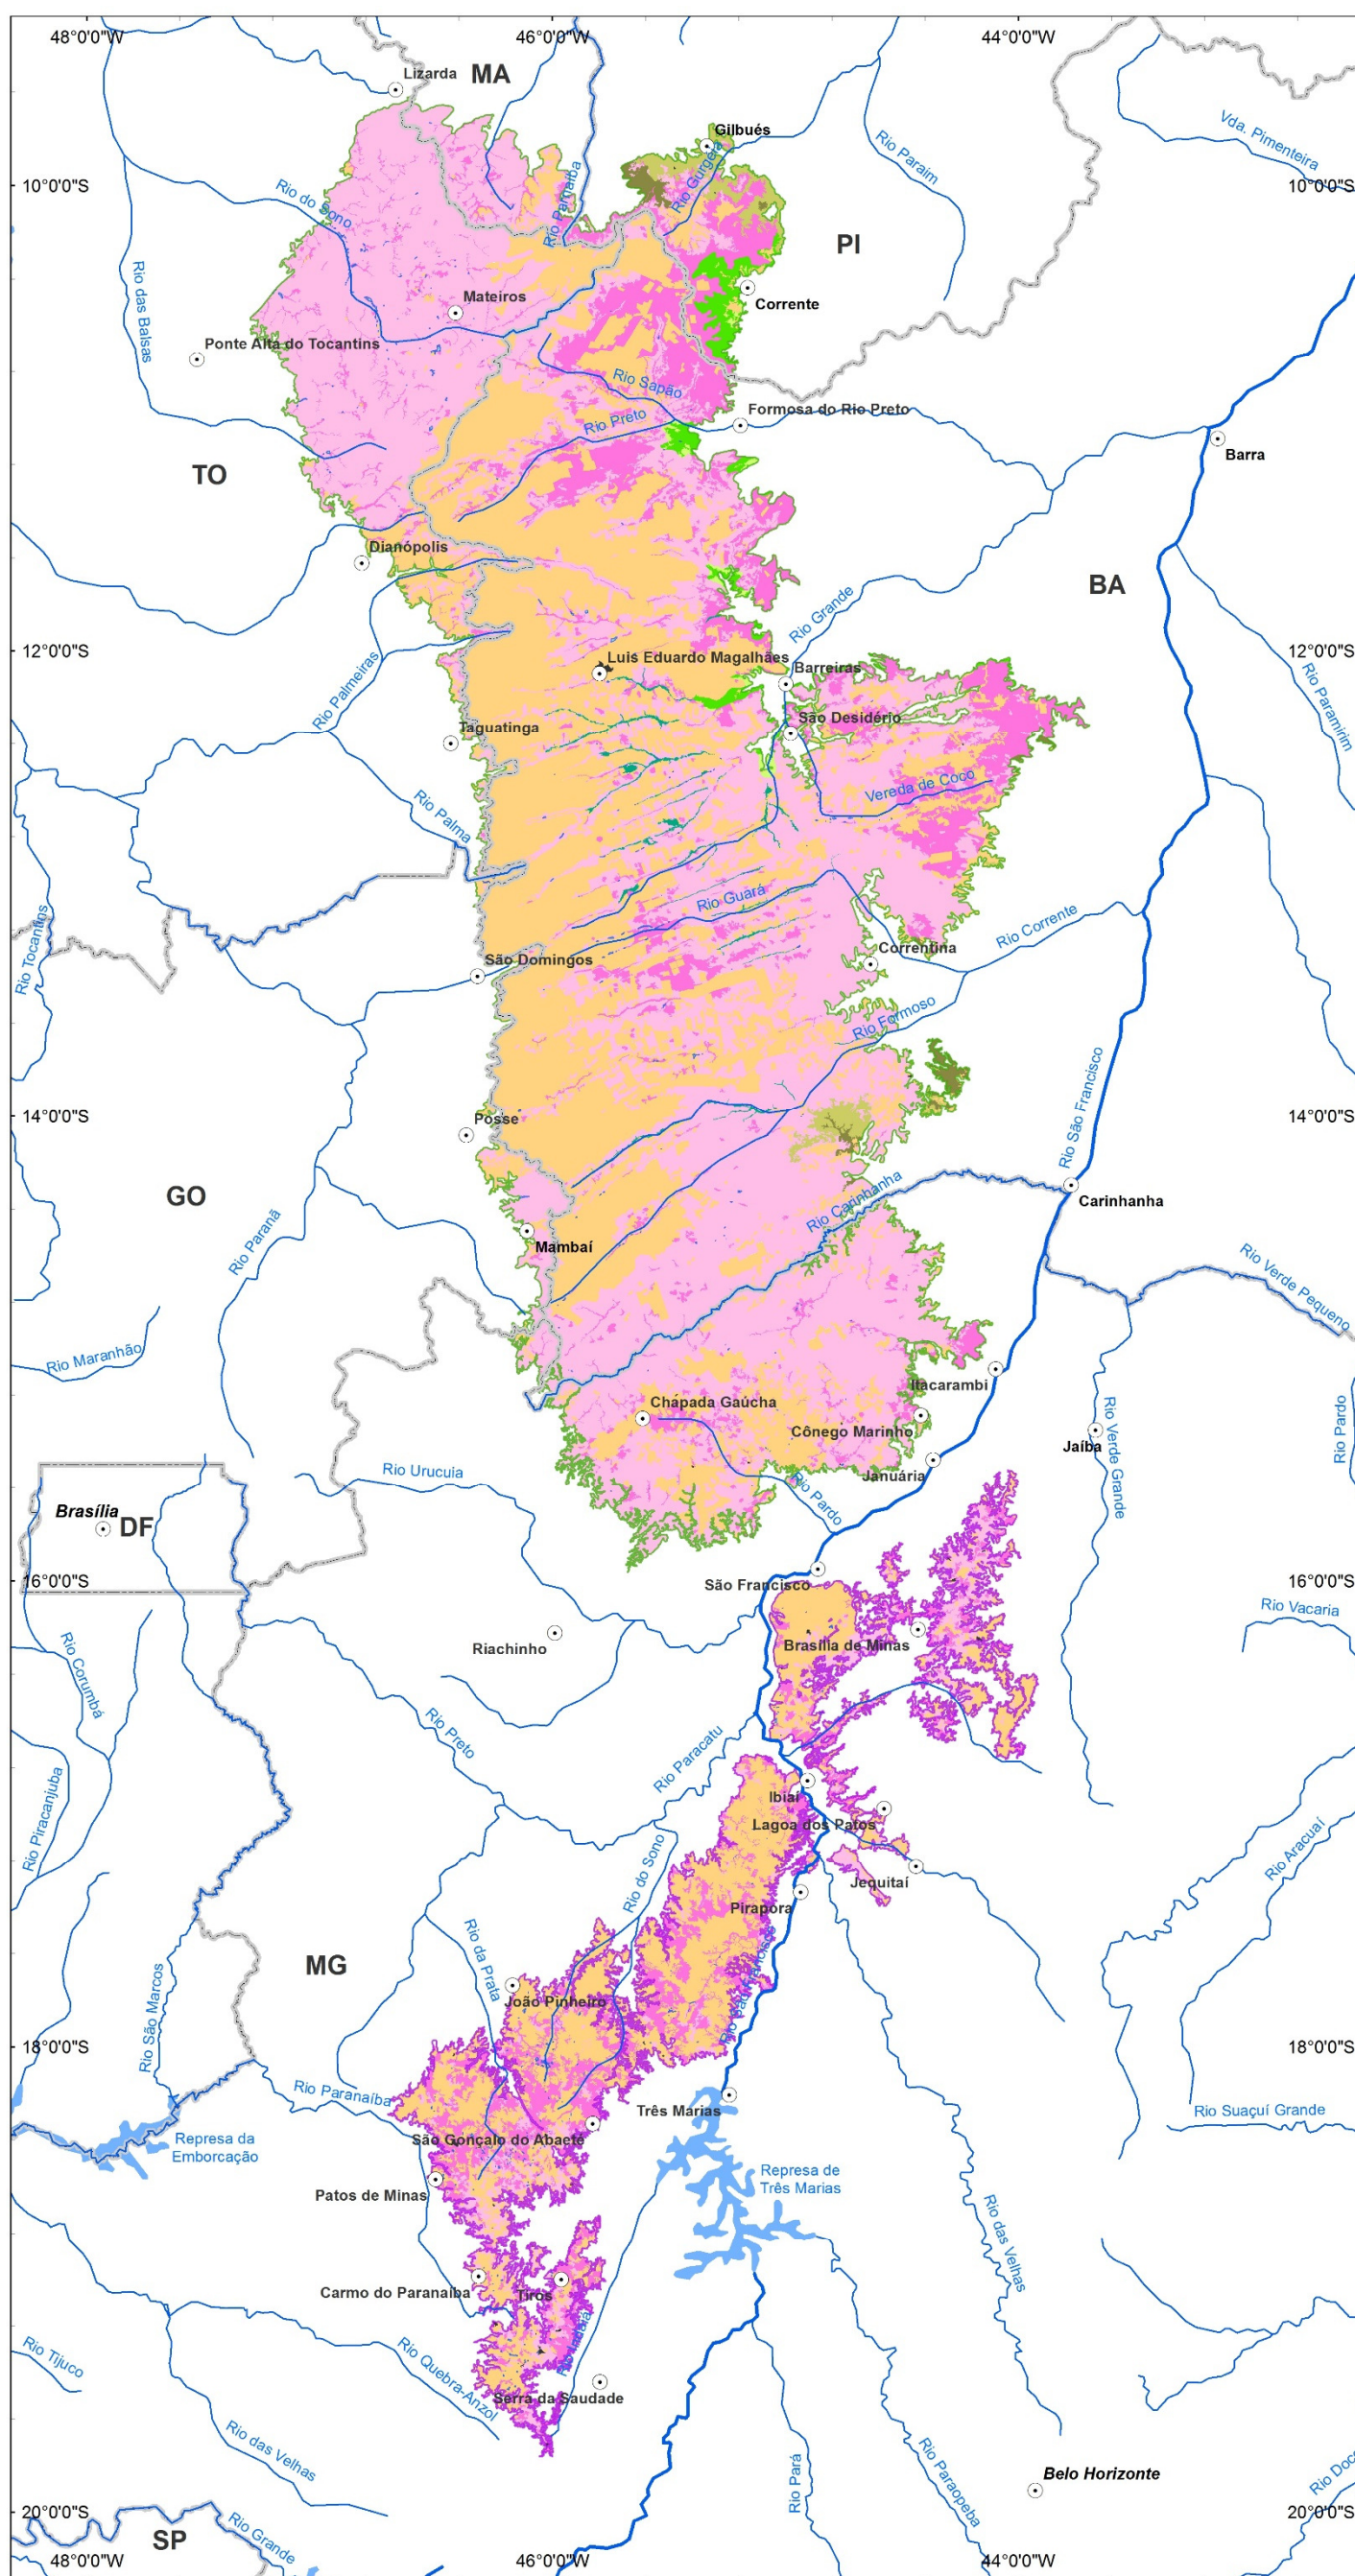 48°0'0"W
46°0'0"W
44°0'0"W
Lizarda
MA
Gilbués
Vda. Pimenteira
Rio Paraim
Rio Gurgéia
10°0'0"S
10°0'0"S
Rio do Sono
Rio Parnaíba
PI
Rio das Balsas
Mateiros
Corrente
Ponte Alta do Tocantins
Rio Sapão
Formosa do Rio Preto
Rio Preto
Barra
TO
Dianópolis
BA
Rio Grande
12°0'0"S
Luis Eduardo Magalhães
12°0'0"S
Barreiras
Rio Palmeiras
Rio Paramirim
São Desidério
Taguatinga
Vereda de Coco
Rio Palma
Rio Guará
Rio Tocantins
Rio Corrente
Correntina
São Domingos
Rio Formoso
Rio São Francisco
14°0'0"S
Posse
14°0'0"S
GO
Rio Carinhanha
Carinhanha
Rio Paranã
Mambaí
Rio Verde Pequeno
Rio Maranhão
Itacarambi
Chapada Gaúcha
Rio Verde Grande
Rio Pardo
Cônego Marinho
Jaíba
Rio Urucuia
Januária
Rio Pardo
Brasília
DF
16°0'0"S
São Francisco
16°0'0"S
Rio Vacaria
Riachinho
Brasília de Minas
Rio Corumbá
Rio Preto
Rio Paracatu
Rio Piracanjuba
Ibiaí
Lagoa dos Patos
Rio Aracuaí
Rio do Sono
Jequitaí
Pirapora
MG
Rio da Prata
Rio São Francisco
João Pinheiro
Rio São Marcos
18°0'0"S
18°0'0"S
Rio Paranaíba
Três Marias
Rio Suaçuí Grande
Represa da
Emborcação
São Gonçalo do Abaeté
Represa de
Três Marias
Patos de Minas
Rio das Velhas
Carmo do Paranaíba
Tiros
Rio Tijuco
Rio Quebra-Anzol
Serra da Saudade
Rio das Velhas
Rio Pará
Rio Paraopeba
Belo Horizonte
20°0'0"S
20°0'0"S
Rio Grande
SP
48°0'0"W
46°0'0"W
44°0'0"W